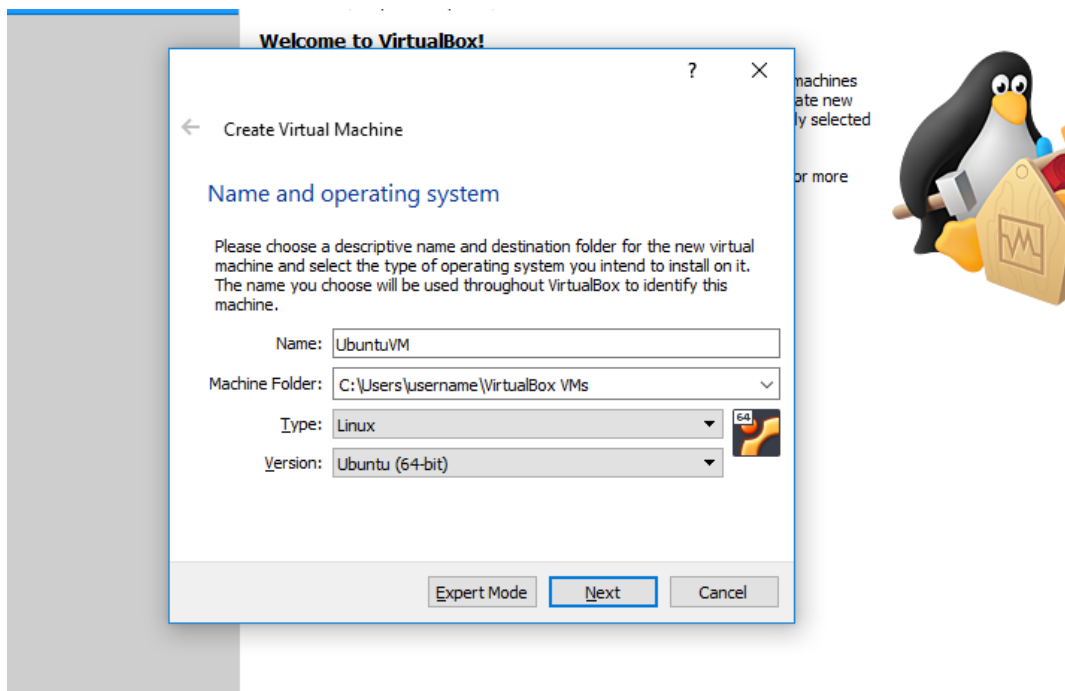 Welcome to VirtualBox!
?
machines
ate new
ly selected
or more
Create Virtual Machine
Name and operating system
Please choose a descriptive name and destination folder for the new virtual
machine and select the type of operating system you intend to install on it.
The name you choose will be used throughout VirtualBox to identify this
machine.
Name: UbuntuVM
Machine Folder: C:\Users\username\VirtualBox VMs
Type: Linux
64
Version: Ubuntu (64-bit)
Expert Mode Next Cancel